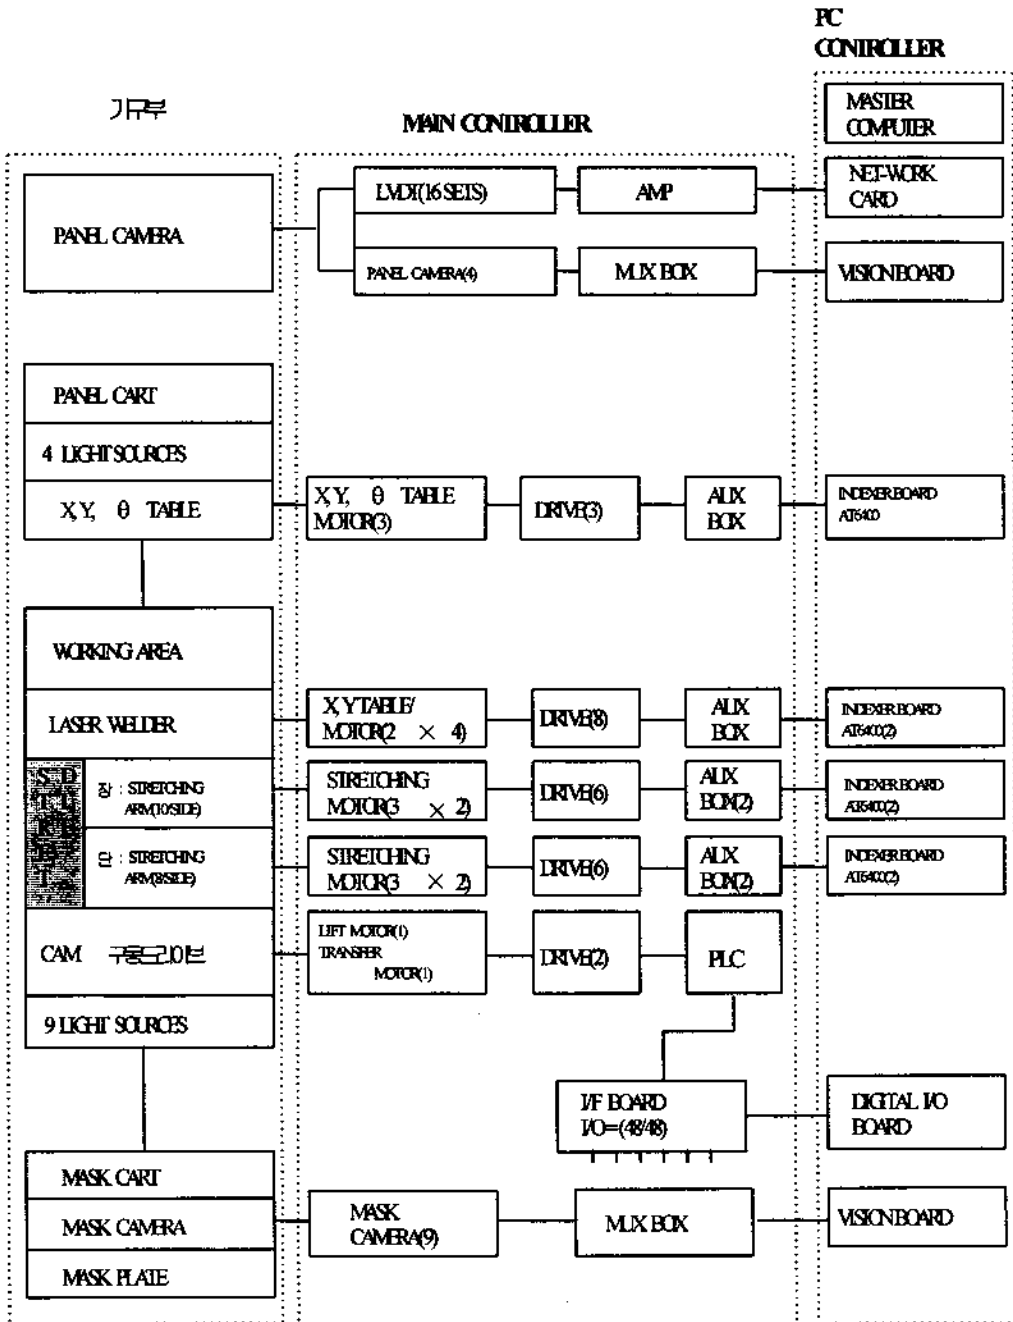 PC
CONTROLLER
기구부
MAIN CONTROLLER
MASTER
COMPUTER
PANEL CAMERA
LVDT(16 SETS)
AMP
NET-WORK
CARD
PANEL CAMERA(4)
MUX BOX
VISION BOARD
PANEL CART
4 LIGHT SOURCES
X,Y, θ TABLE
X,Y, θ TABLE
MOTOR(3)
DRIVE(3)
AUX
BOX
INDEXER BOARD
AT6400
WORKING AREA
LASER WELDER
X,Y TABLE/
MOTOR(2 × 4)
DRIVE(8)
AUX
BOX
INDEXER BOARD
AT6400(2)
장 : STRETCHING
ARM(10/SIDE)
STRETCHING
MOTOR(3 × 2)
DRIVE(6)
AUX
BOX(2)
INDEXER BOARD
AT6400(2)
단 : STRETCHING
ARM(8/SIDE)
STRETCHING
MOTOR(3 × 2)
DRIVE(6)
AUX
BOX(2)
INDEXER BOARD
AT6400(2)
CAM 구동드라이브
LIFT MOTOR(1)
TRANSFER
MOTOR(1)
DRIVE(2)
PLC
9 LIGHT SOURCES
I/F BOARD
I/O=(48/48)
DIGITAL I/O
BOARD
MASK CART
MASK CAMERA
MASK
CAMERA(9)
MUX BOX
VISION BOARD
MASK PLATE